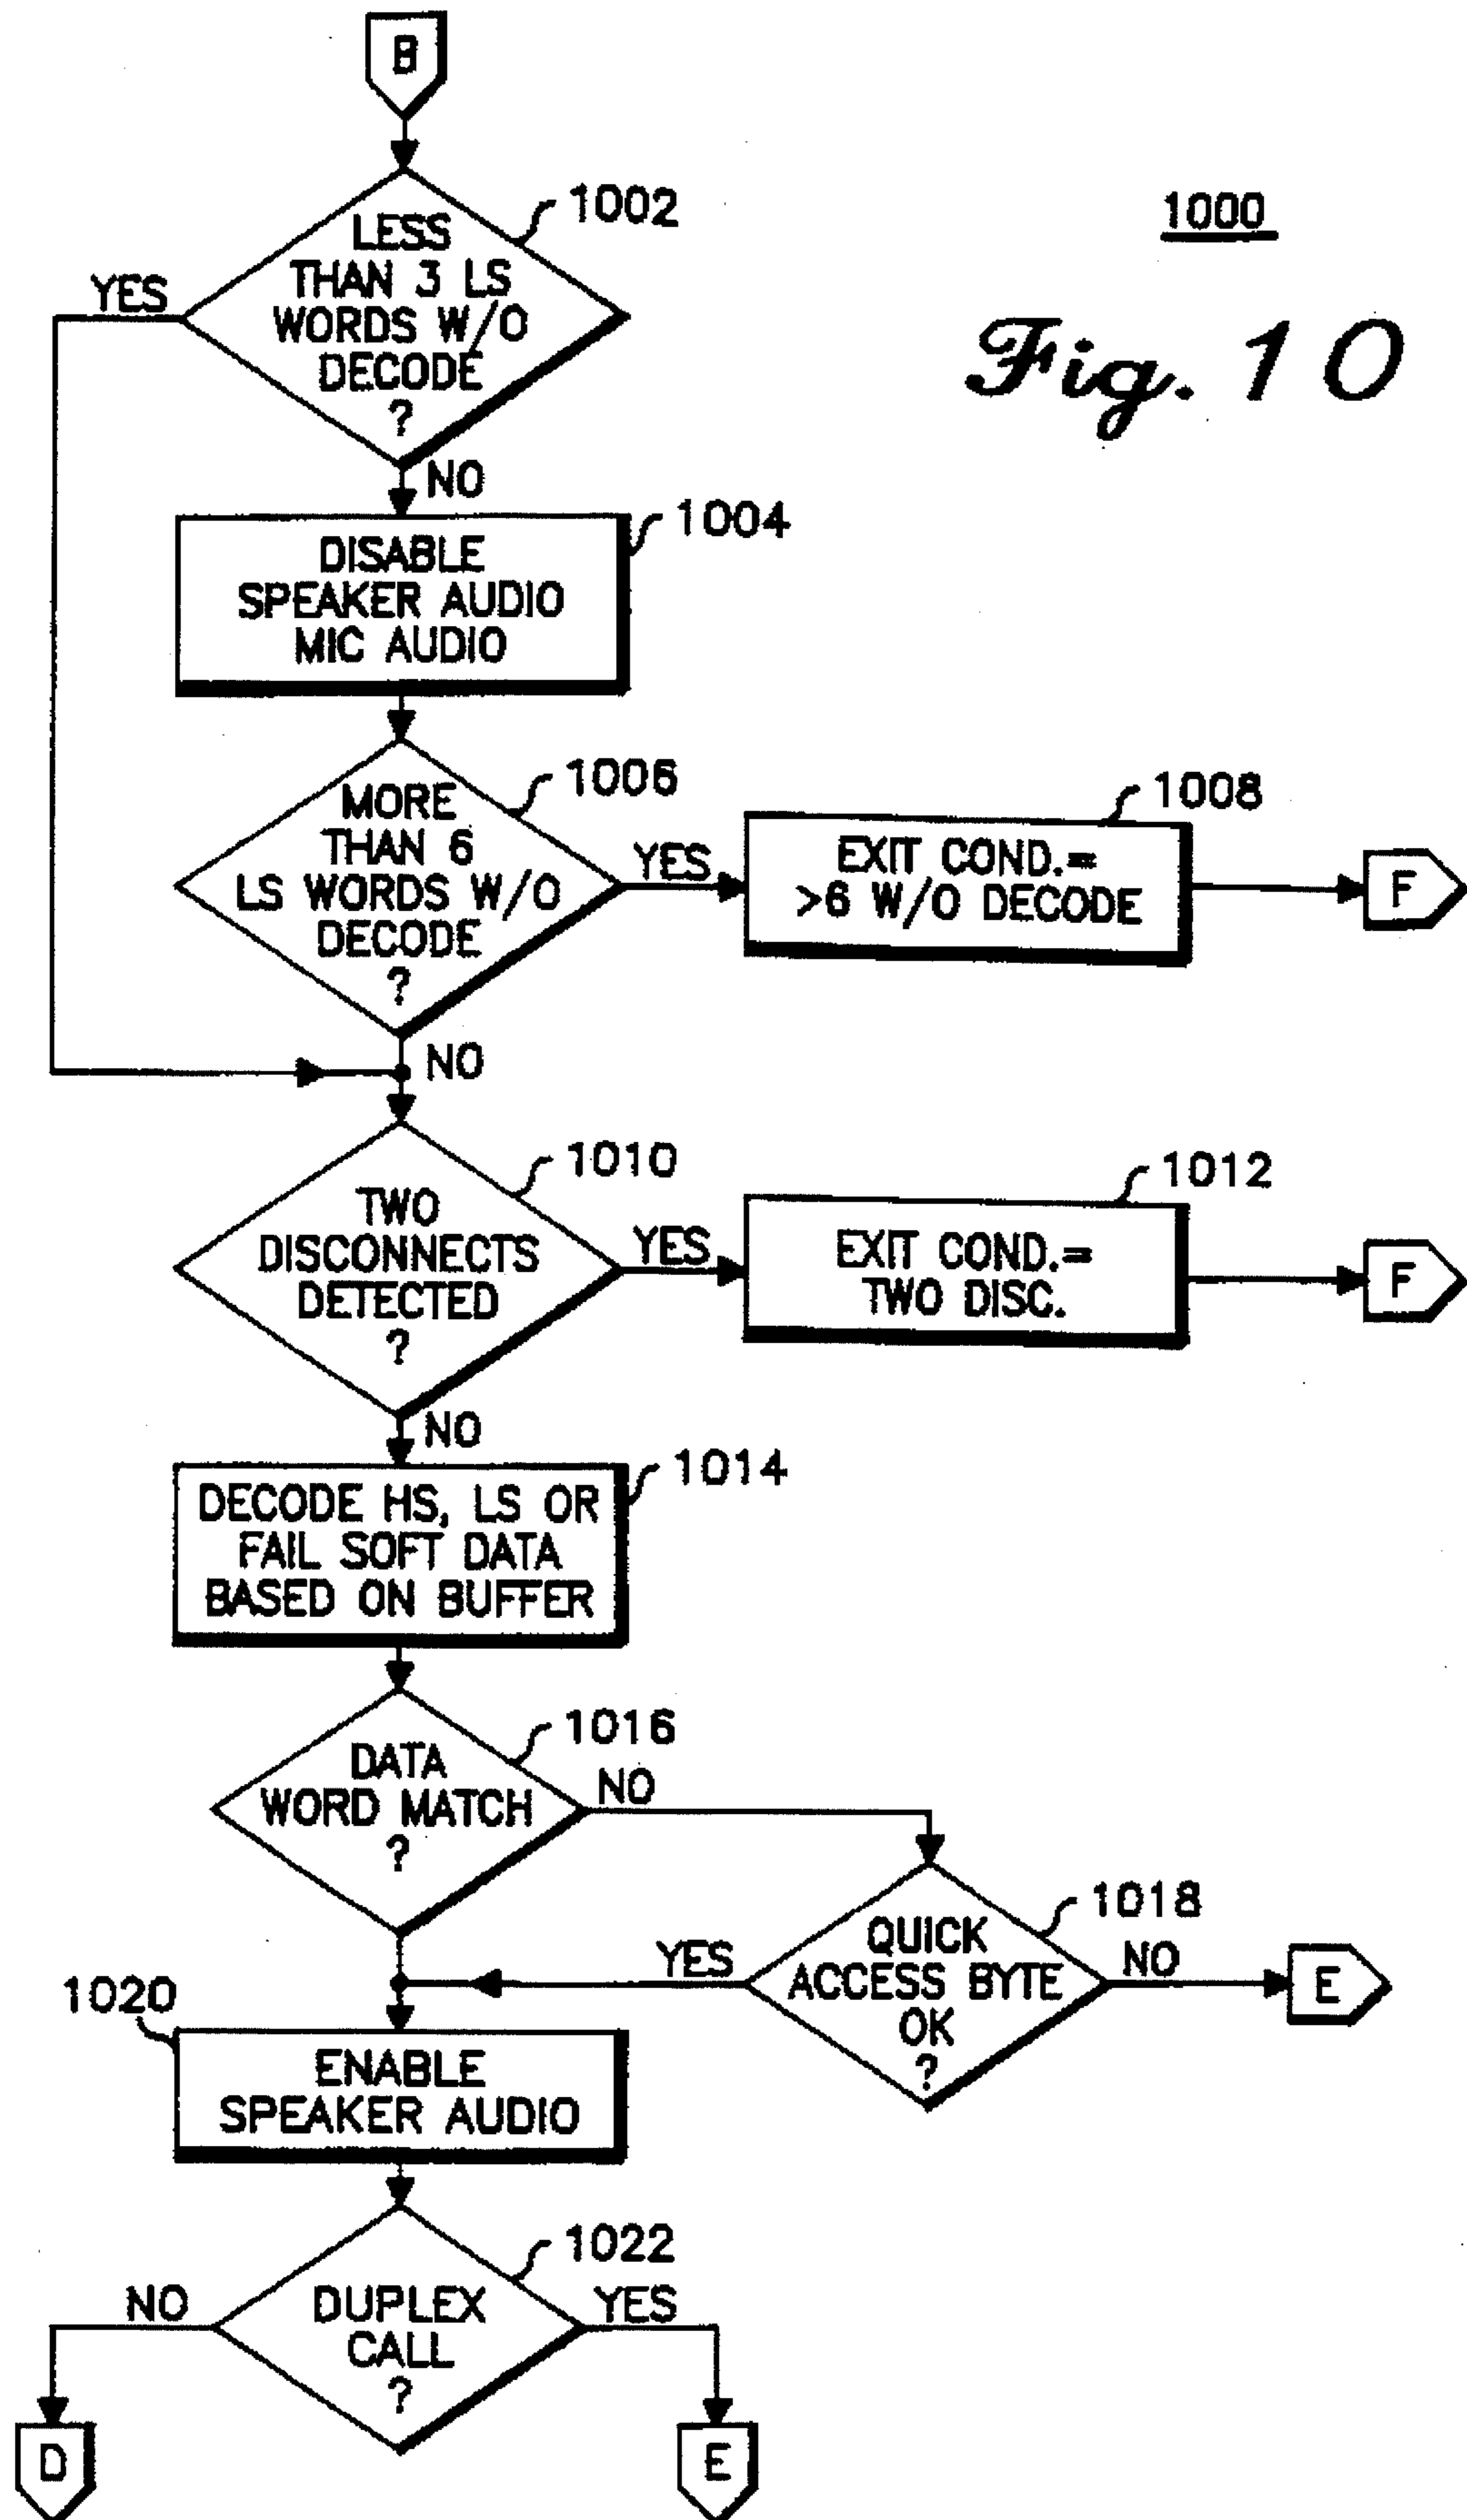 B
1002
1000
LESS
THAN 3 LS
WORDS W/O
DECODE
?
YES
Fig. 10
NO
1004
DISABLE
SPEAKER AUDIO
MIC AUDIO
1006
MORE
THAN 6
LS WORDS W/O
DECODE
?
YES
1008
EXIT COND.=
>6 W/O DECODE
F
NO
1010
TWO
DISCONNECTS
DETECTED
?
YES
1012
EXIT COND.=
TWO DISC.
F
NO
1014
DECODE HS, LS OR
FAIL SOFT DATA
BASED ON BUFFER
1016
DATA
WORD MATCH
?
NO
1018
QUICK
ACCESS BYTE
OK
?
YES
NO
E
1020
ENABLE
SPEAKER AUDIO
1022
DUPLEX
CALL
?
NO
YES
D
E